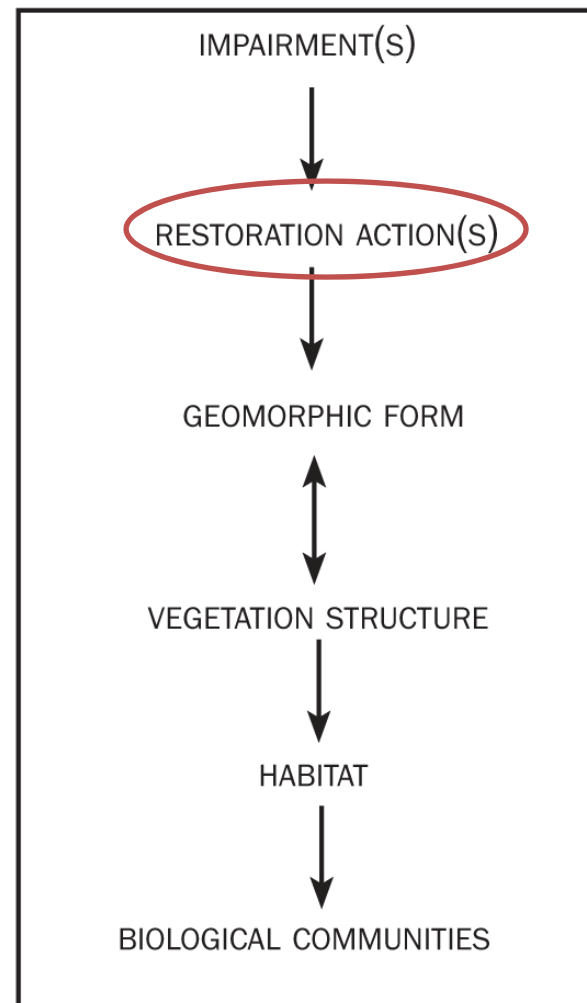 IMPAIRMENT(S)
RESTORATION ACTION(S)
GEOMORPHIC FORM
VEGETATION STRUCTURE
HABITAT
BIOLOGICAL COMMUNITIES